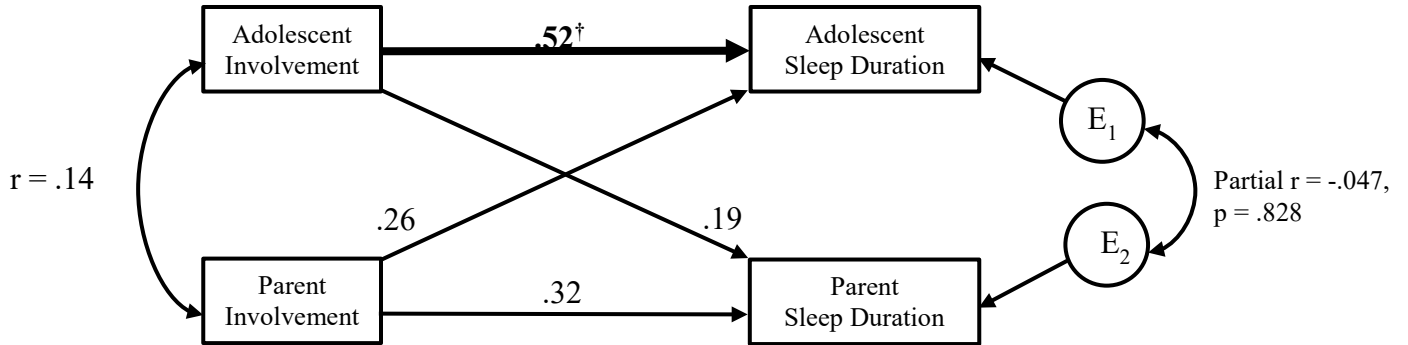 Adolescent
Involvement
.52†
Adolescent
Sleep Duration
E1
r = .14
Partial r = -.047,
p = .828
.26
.19
E2
Parent
Involvement
.32
Parent
Sleep Duration